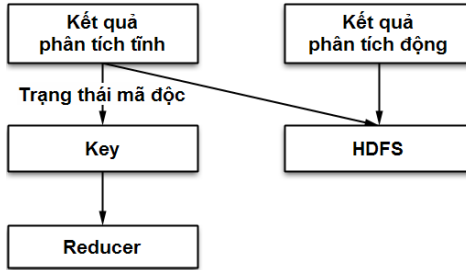 Kết quả
phân tích tĩnh
Kết quả
phân tích động
Trạng thái mã độc
Key
HDFS
Reducer